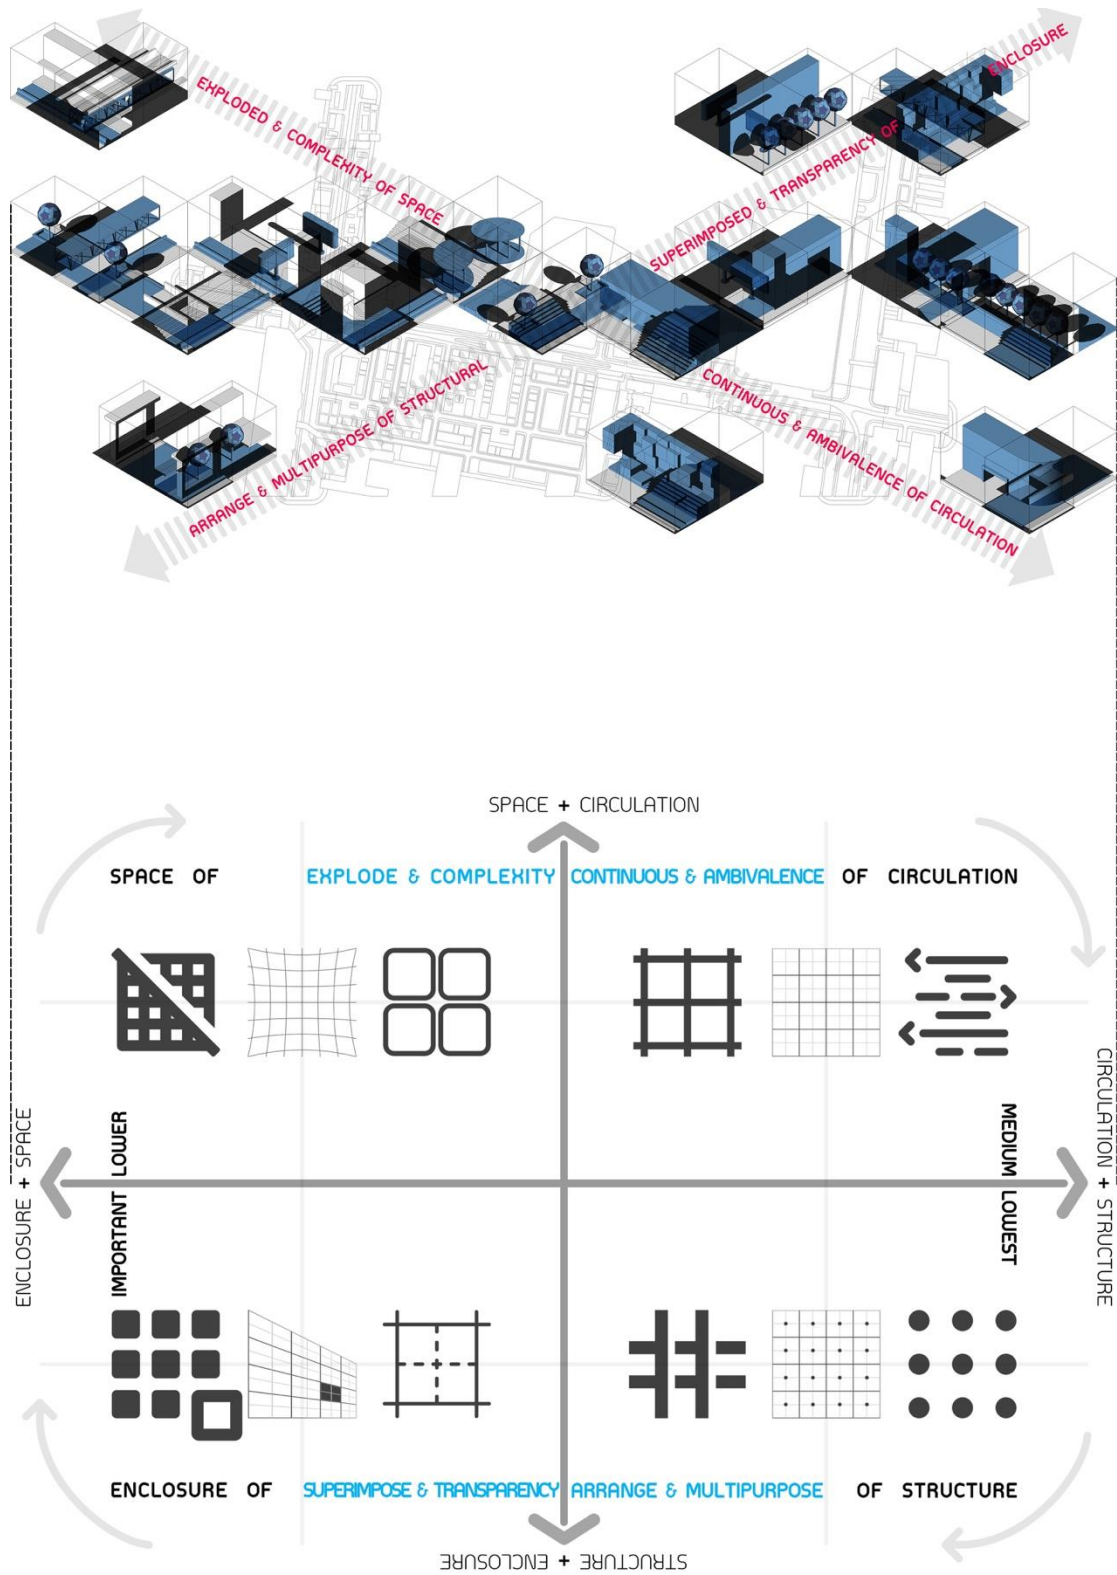 ENCLOSURE
EXPLODED & COMPLEXITY OF SPACE
SUPERIMPOSED & TRANSPARENCY OF
ARRANGE & MULTIPURPOSE OF STRUCTURAL
CONTINUOUS & AMBIVALENCE OF CIRCULATION
SPACE + CIRCULATION
SPACE OF EXPLODE & COMPLEXITY CONTINUOUS & AMBIVALENCE OF CIRCULATION
ENCLOSURE + SPACE
IMPORTANT LOWER
MEDIUM LOWEST
CIRCULATION + STRUCTURE
ENCLOSURE OF SUPERIMPOSE & TRANSPARENCY ARRANGE & MULTIPURPOSE OF STRUCTURE
STRUCTURE + ENCLOSURE